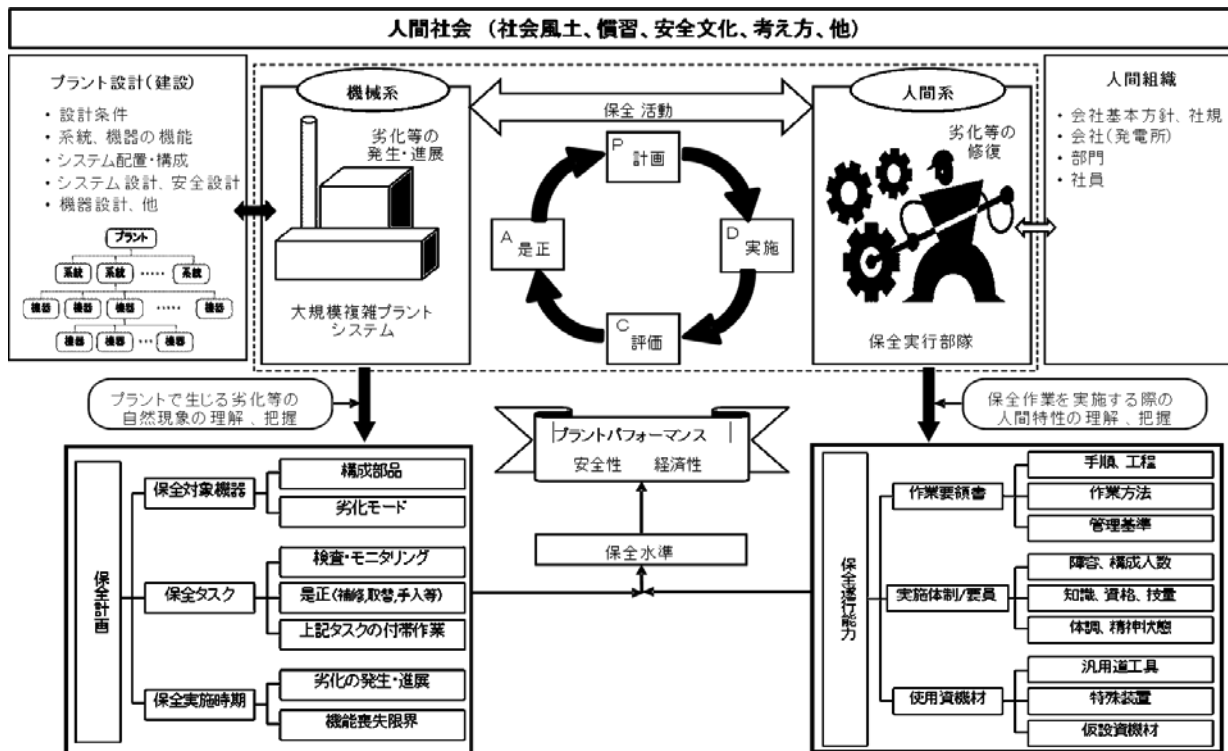 人間社会 (社会風土、慣習、安全文化、考え方、他)
プラント設計(建設)
・ 設計条件
・ 系統、機器の機能
・ システム配置・構成
・ システム設計、安全設計
・ 機器設計、他
プラント
系統 系統 ・・・・・ 系統
機器 機器 機器 ・・・・・ 機器
機器 機器 ・・・ 機器
機械系
劣化等の
発生・進展
大規模複雑プラント
システム
保全 活動
P
計画
D
実施
C
評価
A
是正
人間系
劣化等の
修復
保全実行部隊
人間組織
・ 会社基本方針、社規
・ 会社(発電所)
・ 部門
・ 社員
プラントで生じる劣化等の
自然現象の理解 、把握
保全作業を実施する際の
人間特性の理解 、把握
プラントパフォーマンス
安全性 経済性
保全水準
保全計画
保全対象機器
構成部品
劣化モード
保全タスク
検査・モニタリング
是正(補修,取替,手入等)
上記タスクの付帯作業
保全実施時期
劣化の発生・進展
機能喪失限界
保全遂行能力
作業要領書
手順、工程
作業方法
管理基準
実施体制/要員
陣容、構成人数
知識、資格、技量
体調、精神状態
使用資機材
汎用道工具
特殊装置
仮設資機材